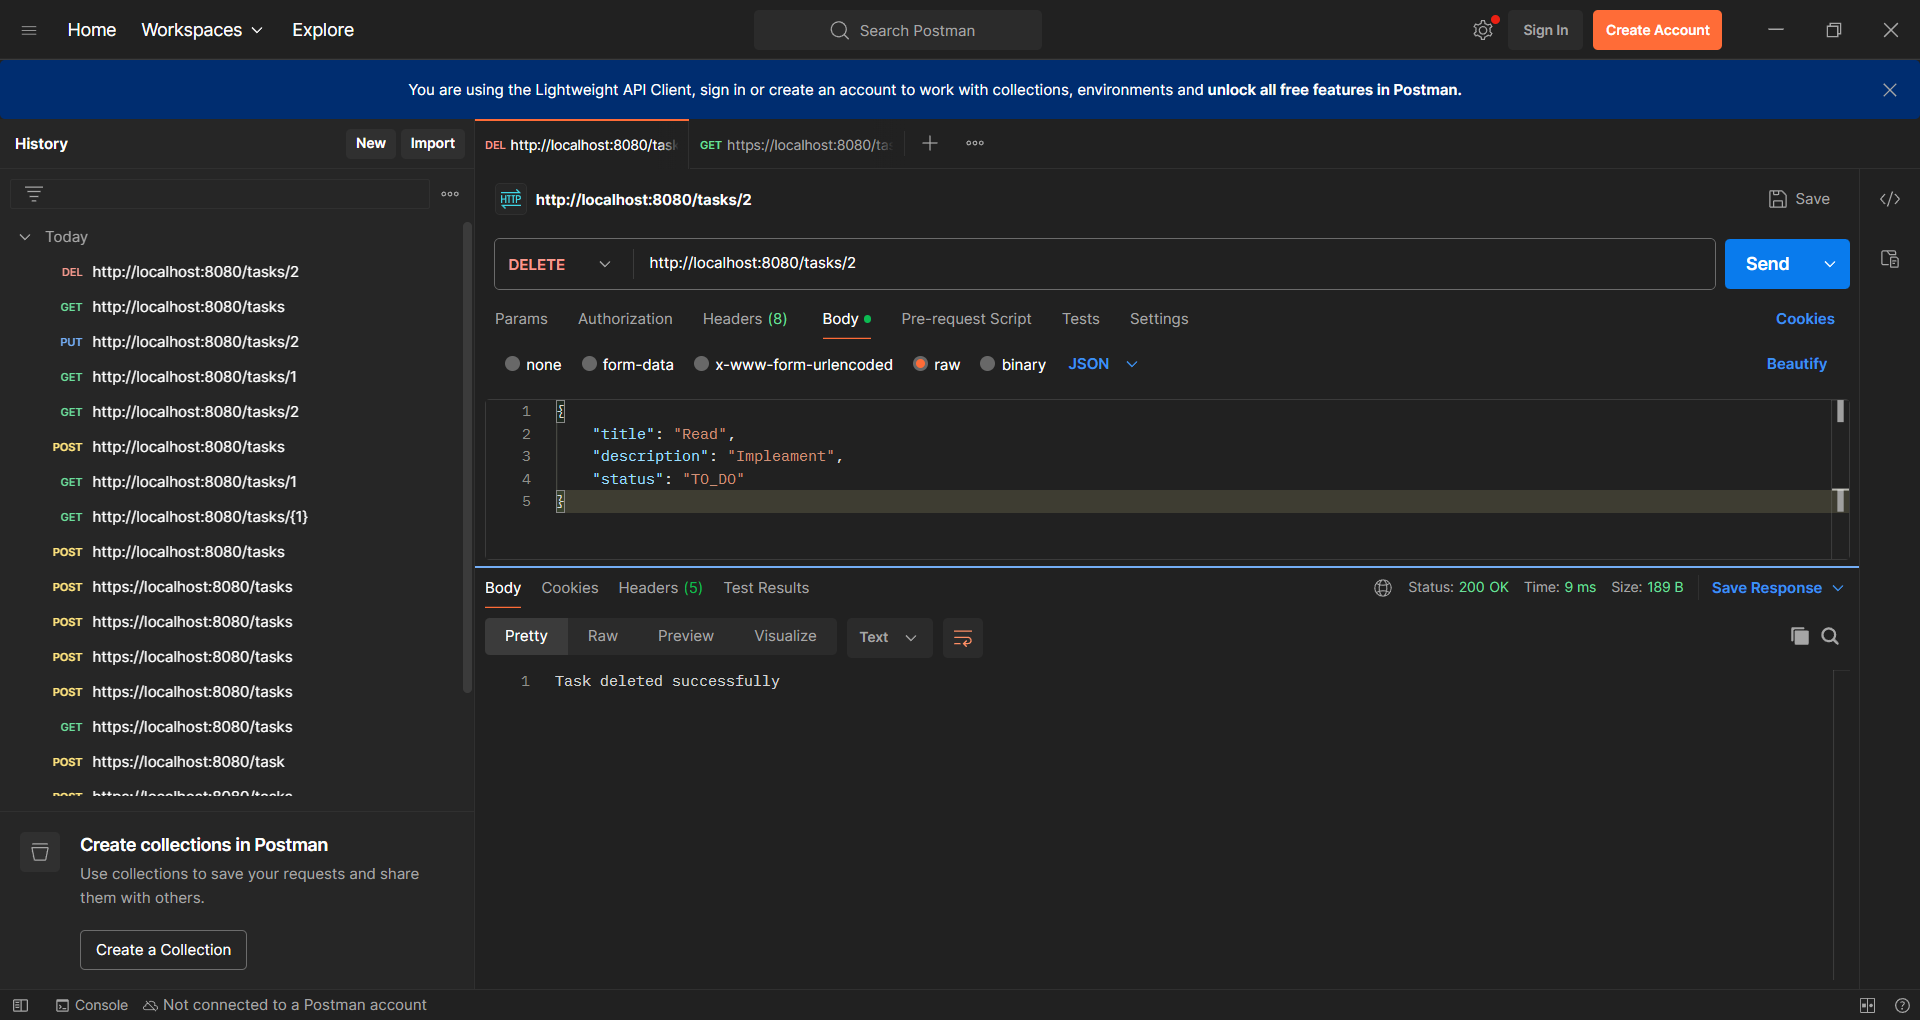 Home Workspaces Explore Search Postman Sign In Create Account
You are using the Lightweight API Client, sign in or create an account to work with collections, environments and unlock all free features in Postman.
History New Import
DEL http://localhost:8080/task GET https://localhost:8080/ta
HTTP http://localhost:8080/tasks/2 Save
Today
DEL http://localhost:8080/tasks/2
GET http://localhost:8080/tasks
PUT http://localhost:8080/tasks/2
GET http://localhost:8080/tasks/1
GET http://localhost:8080/tasks/2
POST http://localhost:8080/tasks
GET http://localhost:8080/tasks/1
GET http://localhost:8080/tasks/{1}
POST http://localhost:8080/tasks
POST https://localhost:8080/tasks
POST https://localhost:8080/tasks
POST https://localhost:8080/tasks
POST https://localhost:8080/tasks
GET https://localhost:8080/tasks
POST https://localhost:8080/task
POST https://localhost:8080/tasks
Create collections in Postman
Use collections to save your requests and share
them with others.
Create a Collection
DELETE http://localhost:8080/tasks/2 Send
Params Authorization Headers (8) Body Pre-request Script Tests Settings Cookies
none form-data x-www-form-urlencoded raw binary JSON Beautify
1 {
2 "title": "Read",
3 "description": "Impleament",
4 "status": "TO_DO"
5 }
Body Cookies Headers (5) Test Results Status: 200 OK Time: 9 ms Size: 189 B Save Response
Pretty Raw Preview Visualize Text
1 Task deleted successfully
Console Not connected to a Postman account